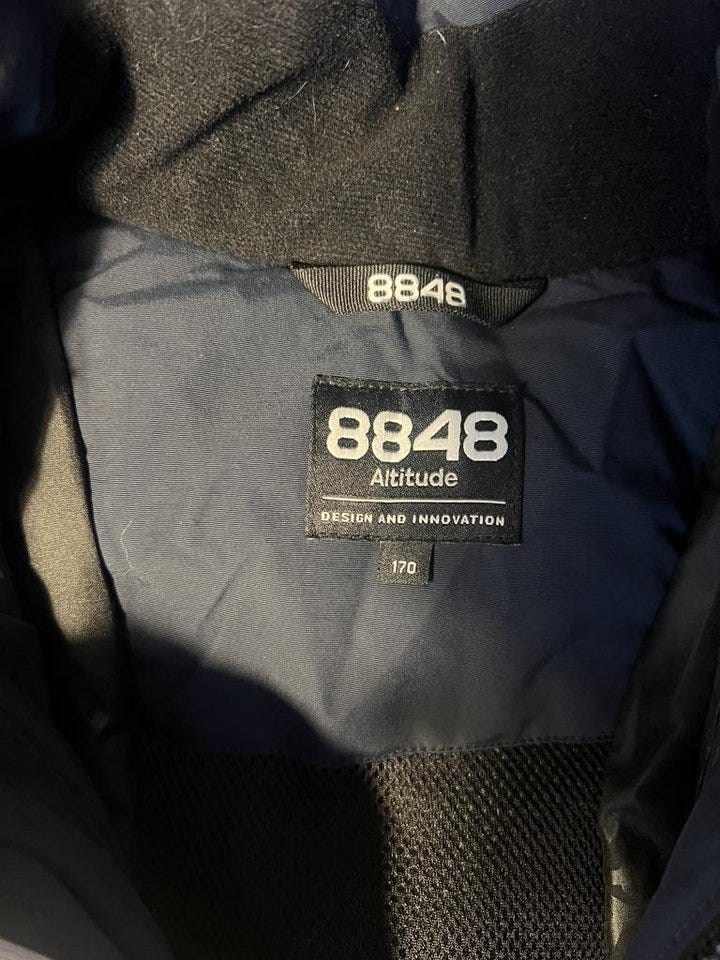 8848
8848
Altitude
DESIGN AND INNOVATION
170